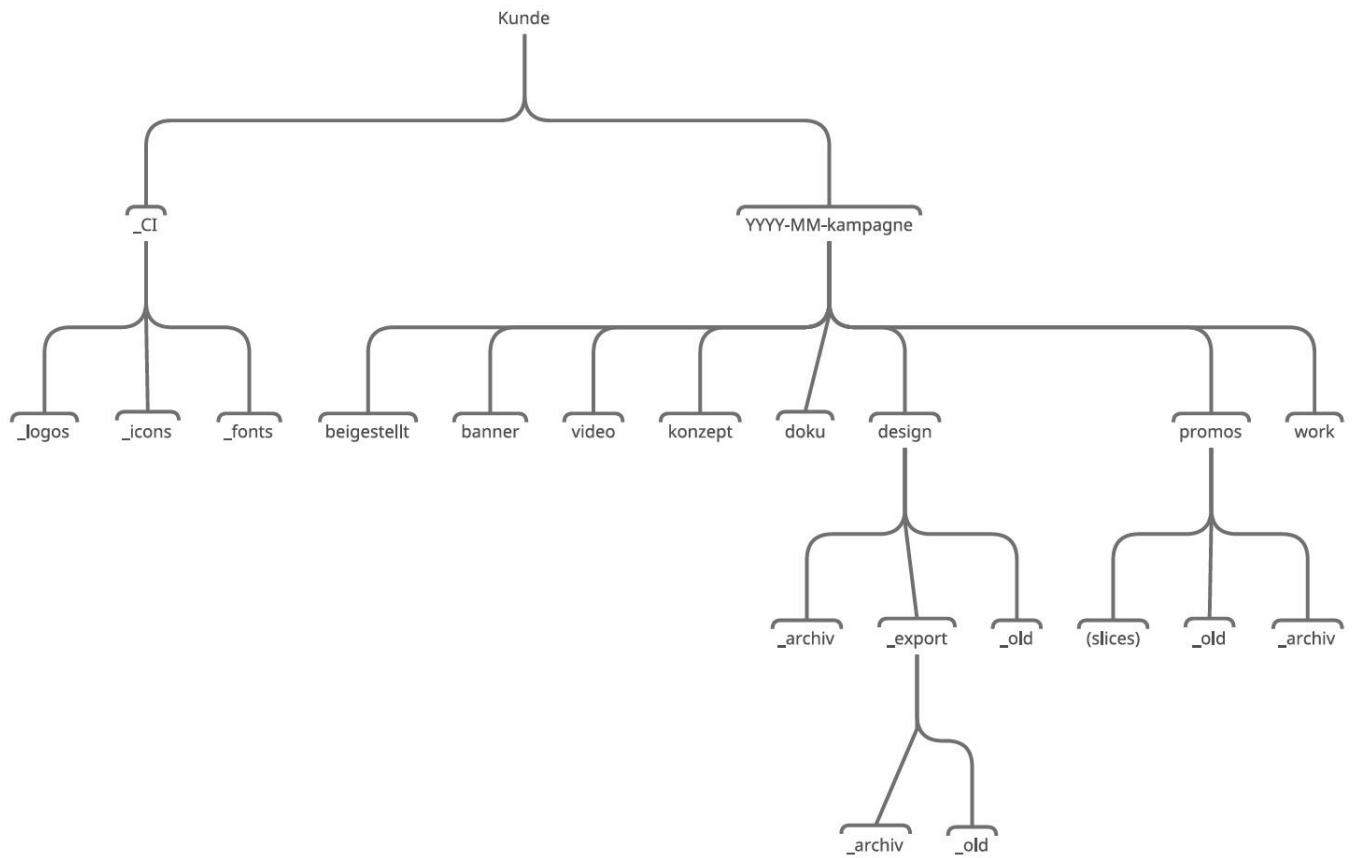 Kunde
_CI
YYYY-MM-kampagne
_logos
_icons
_fonts
beigestellt
banner
video
konzept
doku
design
promos
work
_archiv
_export
_old
(slices)
_old
_archiv
_archiv
_old